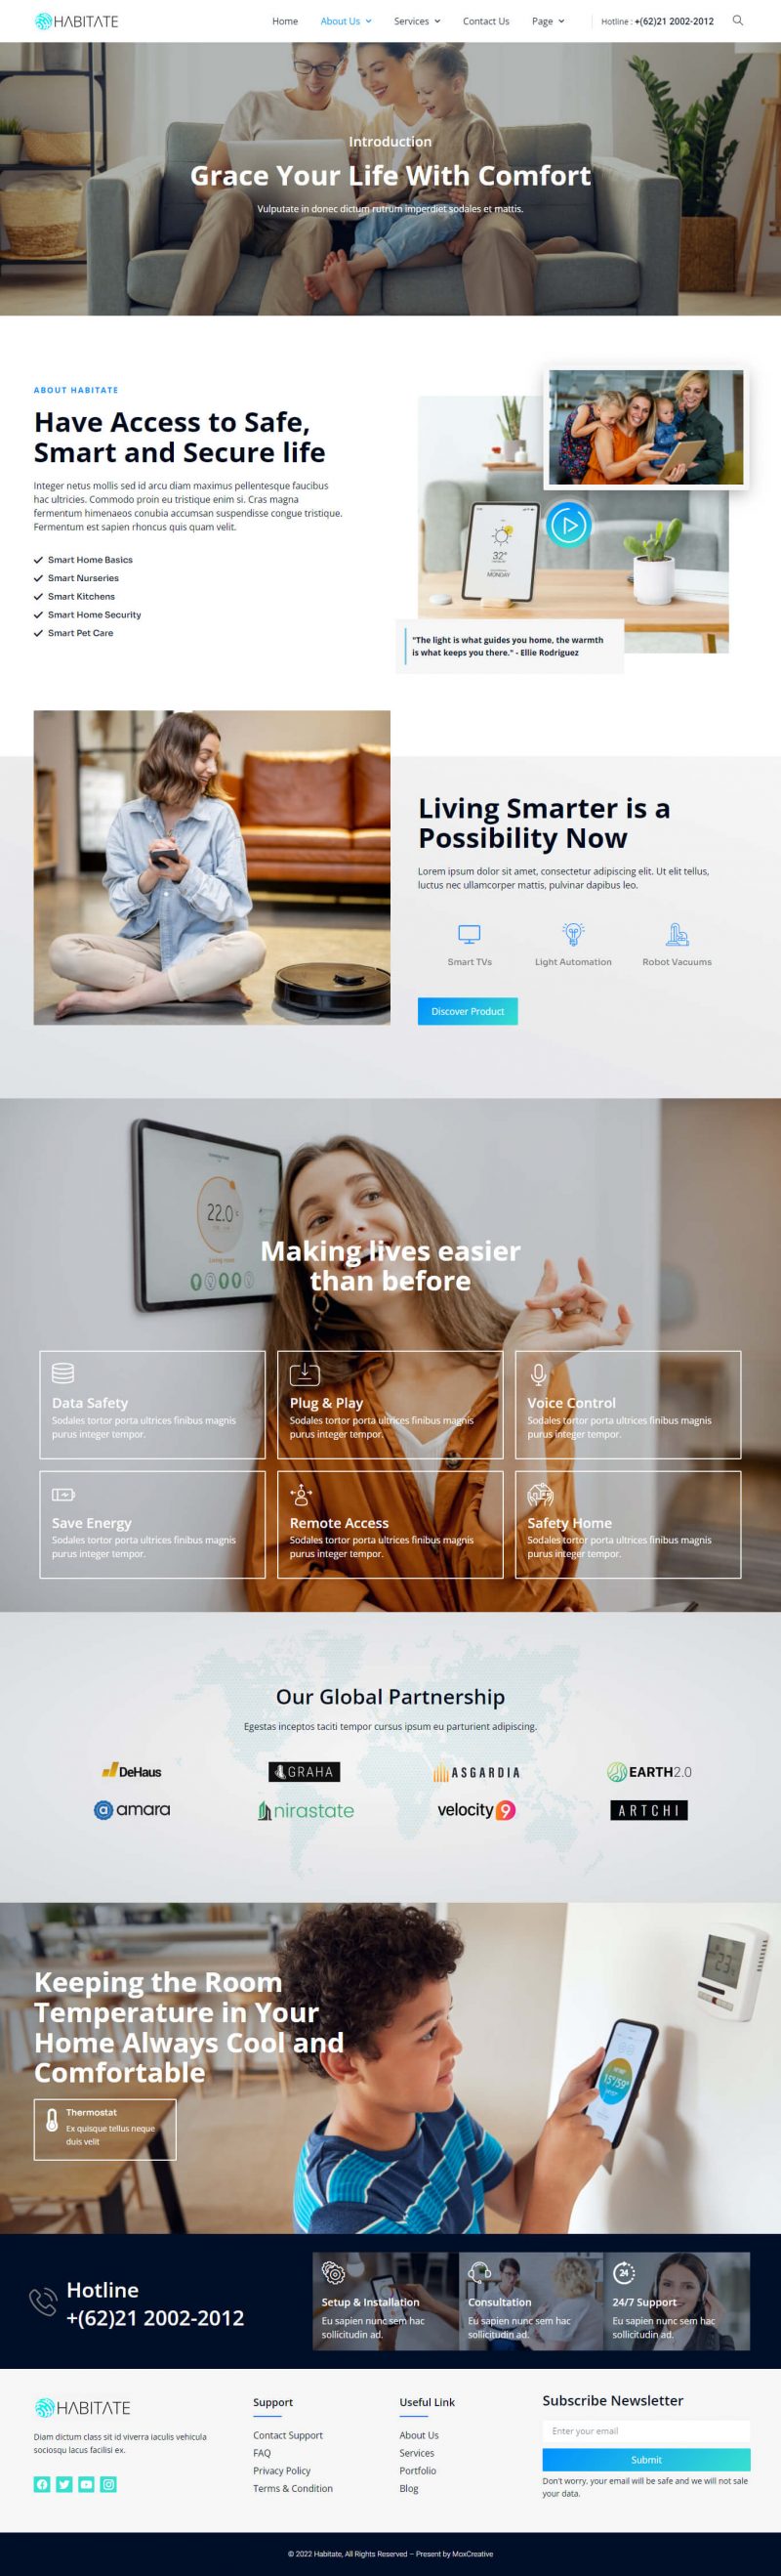 HABITATE
Home About Us Services Contact Us Page Hotline : +(62)21 2002-2012
Introduction
Grace Your Life With Comfort
Vulputate in donec dictum rutrum imperdiet sodales et mattis.
ABOUT HABITATE
Have Access to Safe,
Smart and Secure life
Integer netus mollis sed id arcu diam maximus pellentesque faucibus
hac ultricies. Commodo proin eu tristique enim si. Cras magna
fermentum himenaeos conubia accumsan suspendisse congue tristique.
Fermentum est sapien rhoncus quis quam velit.
Smart Home Basics
Smart Nurseries
Smart Kitchens
Smart Home Security
Smart Pet Care
32°
MONDAY
"The light is what guides you home, the warmth
is what keeps you there." - Ellie Rodriguez
Living Smarter is a
Possibility Now
Lorem ipsum dolor sit amet, consectetur adipiscing elit. Ut elit tellus,
luctus nec ullamcorper mattis, pulvinar dapibus leo.
Smart TVs
Light Automation
Robot Vacuums
Discover Product
22.0
Making lives easier
than before
Data Safety
Sodales tortor porta ultrices finibus magnis
purus integer tempor.
Plug & Play
Sodales tortor porta ultrices finibus magnis
purus integer tempor.
Voice Control
Sodales tortor porta ultrices finibus magnis
purus integer tempor.
Save Energy
Sodales tortor porta ultrices finibus magnis
purus integer tempor.
Remote Access
Sodales tortor porta ultrices finibus magnis
purus integer tempor.
Safety Home
Sodales tortor porta ultrices finibus magnis
purus integer tempor.
Our Global Partnership
Egestas inceptos taciti tempor cursus ipsum eu parturient adipiscing.
DeHaus
GRAHA
ASGARDIA
EARTH2.0
amara
nirastate
velocity 9
ARTCHI
Keeping the Room
Temperature in Your
Home Always Cool and
Comfortable
Thermostat
Ex quisque tellus neque
duis velit
Hotline
+(62)21 2002-2012
Setup & Installation
Eu sapien nunc sem hac
sollicitudin ad.
Consultation
Eu sapien nunc sem hac
sollicitudin ad.
24
24/7 Support
Eu sapien nunc sem hac
sollicitudin ad.
HABITATE
Diam dictum class sit id viverra iaculis vehicula
sociosqu lacus facilisi ex.
Support
Contact Support
FAQ
Privacy Policy
Terms & Condition
Useful Link
About Us
Services
Portfolio
Blog
Subscribe Newsletter
Enter your email
Submit
Don't worry, your email will be safe and we will not sale
your data.
© 2022 Habitate, All Rights Reserved – Present by MoxCreative